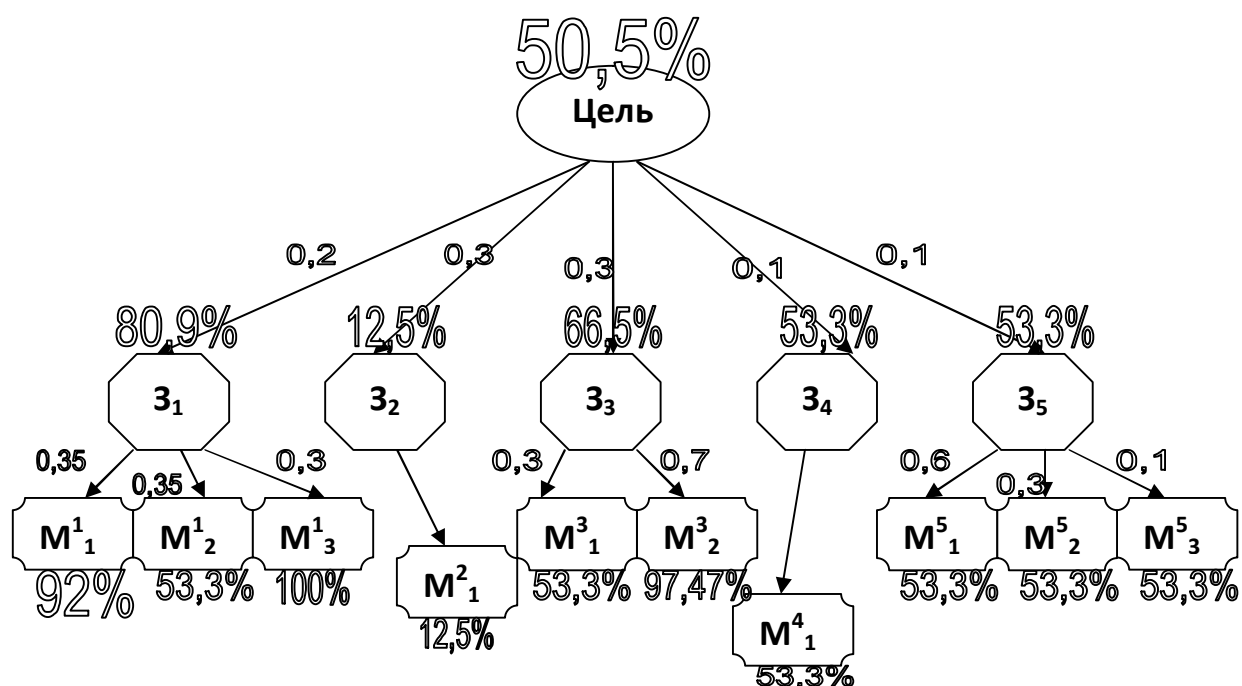 50,5%
Цель
0,2
0,3
0,3
0,1
0,1
80,9%
12,5%
66,5%
53,3%
53,3%
З₁
З₂
З₃
З₄
З₅
0,35
0,35
0,3
0,3
0,7
0,6
0,3
0,1
М¹₁
М¹₂
М¹₃
М²₁
М³₁
М³₂
М⁴₁
М⁵₁
М⁵₂
М⁵₃
92%
53,3%
100%
12,5%
53,3%
97,47%
53,3%
53,3%
53,3%
53,3%